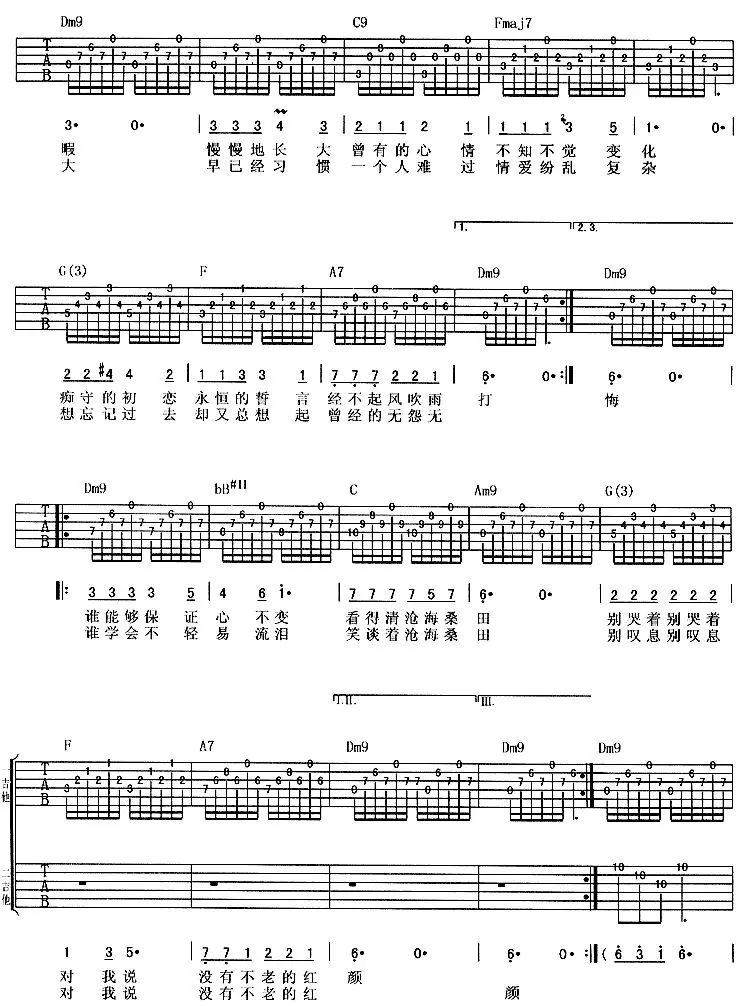 Dm9 C9 Fmaj7
3· 0· | 3 3 3 4 3 | 2 1 1 2 1 | 1 1 1 3 5 | 1· 0· |
暇 慢慢地长大 曾有的心情 不知不觉变化
大 早已经习惯 一个人难过 情爱纷乱复杂
1. 2.3.
G(3) F A7 Dm9 Dm9
2 2 #4 4 2 | 1 1 3 3 1 | 7 7 7 2 2 1 | 6· 0· :‖ 6· 0· |
痴守的初恋 永恒的誓言 经不起风吹雨 打 悔
想忘记过去 却又总想起 曾经的无怨无
Dm9 bB#11 C Am9 G(3)
‖: 3 3 3 3 5 | 4 6 i· | 7 7 7 7 5 7 | 6· 0· | 2 2 2 2 2 2 |
谁能够保证心不变 看得清沧海桑田 别哭着别哭着
谁学会不轻易流泪 笑谈着沧海桑田 别叹息别叹息
I.II. III.
F A7 Dm9 Dm9 Dm9
吉他一
吉他二
1 3 5· | 7 7 1 2 2 1 | 6· 0· | 6· 0· :‖ ( 6 3 1 6· |
对我说 没有不老的红颜
对我说 没有不老的红 颜